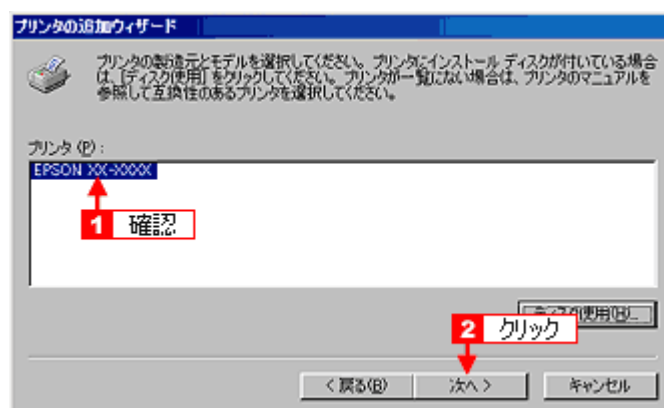 プリンタの追加ウィザード
プリンタの製造元とモデルを選択してください。プリンタにインストール ディスクが付いている場合
は、[ディスク使用] をクリックしてください。プリンタが一覧にない場合は、プリンタのマニュアルを
参照して互換性のあるプリンタを選択してください。
プリンタ (P) :
EPSON XX-XXXX
1 確認
ディスク使用(H)...
2 クリック
< 戻る(B)
次へ >
キャンセル